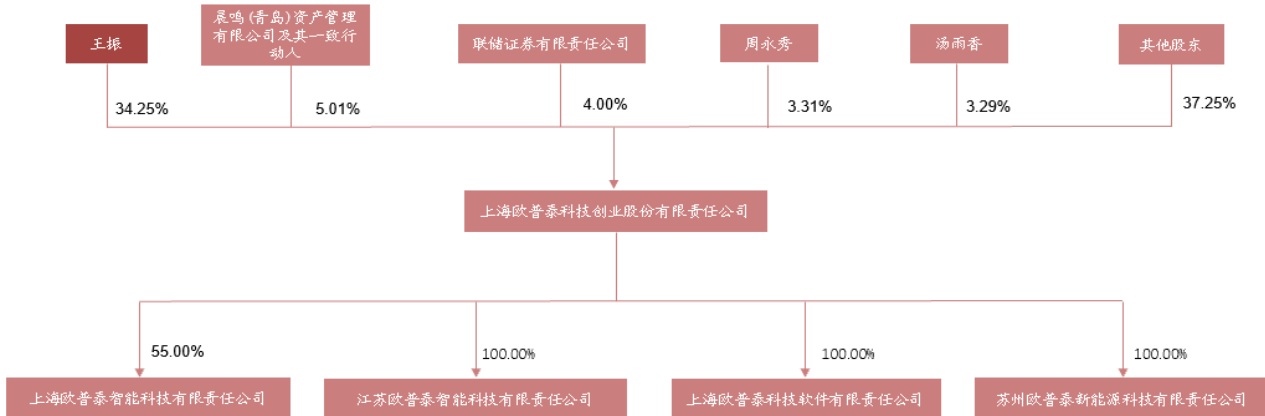 王振
晨鸣(青岛)资产管理
有限公司及其一致行
动人
联储证券有限责任公司
周永秀
汤雨香
其他股东
34.25%
5.01%
4.00%
3.31%
3.29%
37.25%
上海欧普泰科技创业股份有限责任公司
55.00%
100.00%
100.00%
100.00%
上海欧普泰智能科技有限责任公司
江苏欧普泰智能科技有限责任公司
上海欧普泰科技软件有限责任公司
苏州欧普泰新能源科技有限责任公司